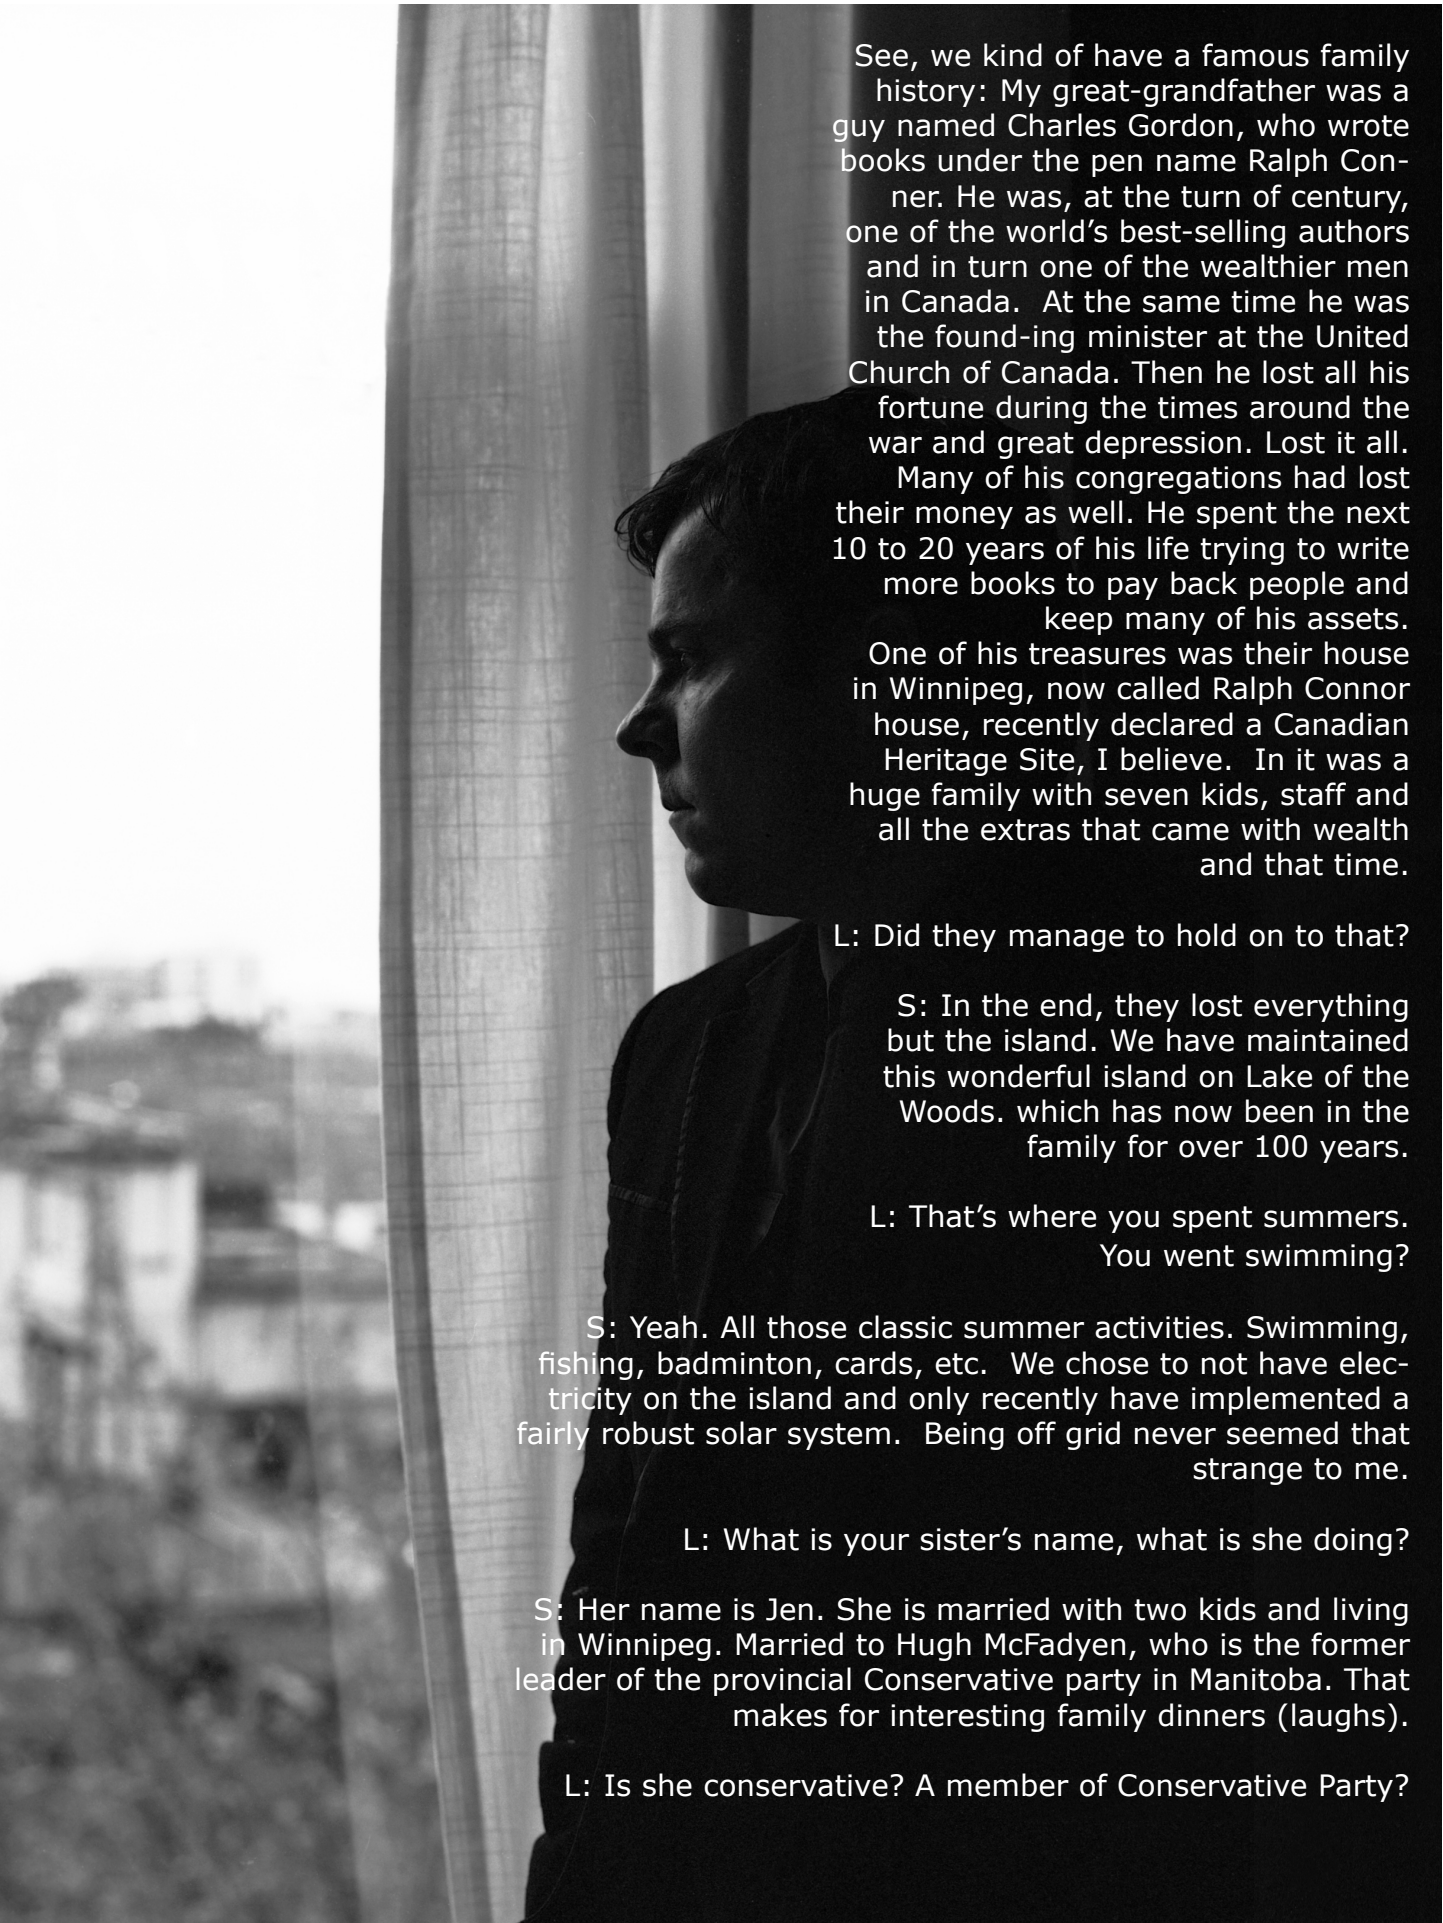 See, we kind of have a famous family
history: My great-grandfather was a
guy named Charles Gordon, who wrote
books under the pen name Ralph Con-
ner. He was, at the turn of century,
one of the world’s best-selling authors
and in turn one of the wealthier men
in Canada.  At the same time he was
the found-ing minister at the United
Church of Canada. Then he lost all his
fortune during the times around the
war and great depression. Lost it all.
Many of his congregations had lost
their money as well. He spent the next
10 to 20 years of his life trying to write
more books to pay back people and
keep many of his assets.
One of his treasures was their house
in Winnipeg, now called Ralph Connor
house, recently declared a Canadian
Heritage Site, I believe.  In it was a
huge family with seven kids, staff and
all the extras that came with wealth
and that time.
L: Did they manage to hold on to that?
S: In the end, they lost everything
but the island. We have maintained
this wonderful island on Lake of the
Woods. which has now been in the
family for over 100 years.
L: That’s where you spent summers.
You went swimming?
S: Yeah. All those classic summer activities. Swimming,
fishing, badminton, cards, etc.  We chose to not have elec-
tricity on the island and only recently have implemented a
fairly robust solar system.  Being off grid never seemed that
strange to me.
L: What is your sister’s name, what is she doing?
S: Her name is Jen. She is married with two kids and living
in Winnipeg. Married to Hugh McFadyen, who is the former
leader of the provincial Conservative party in Manitoba. That
makes for interesting family dinners (laughs).
L: Is she conservative? A member of Conservative Party?